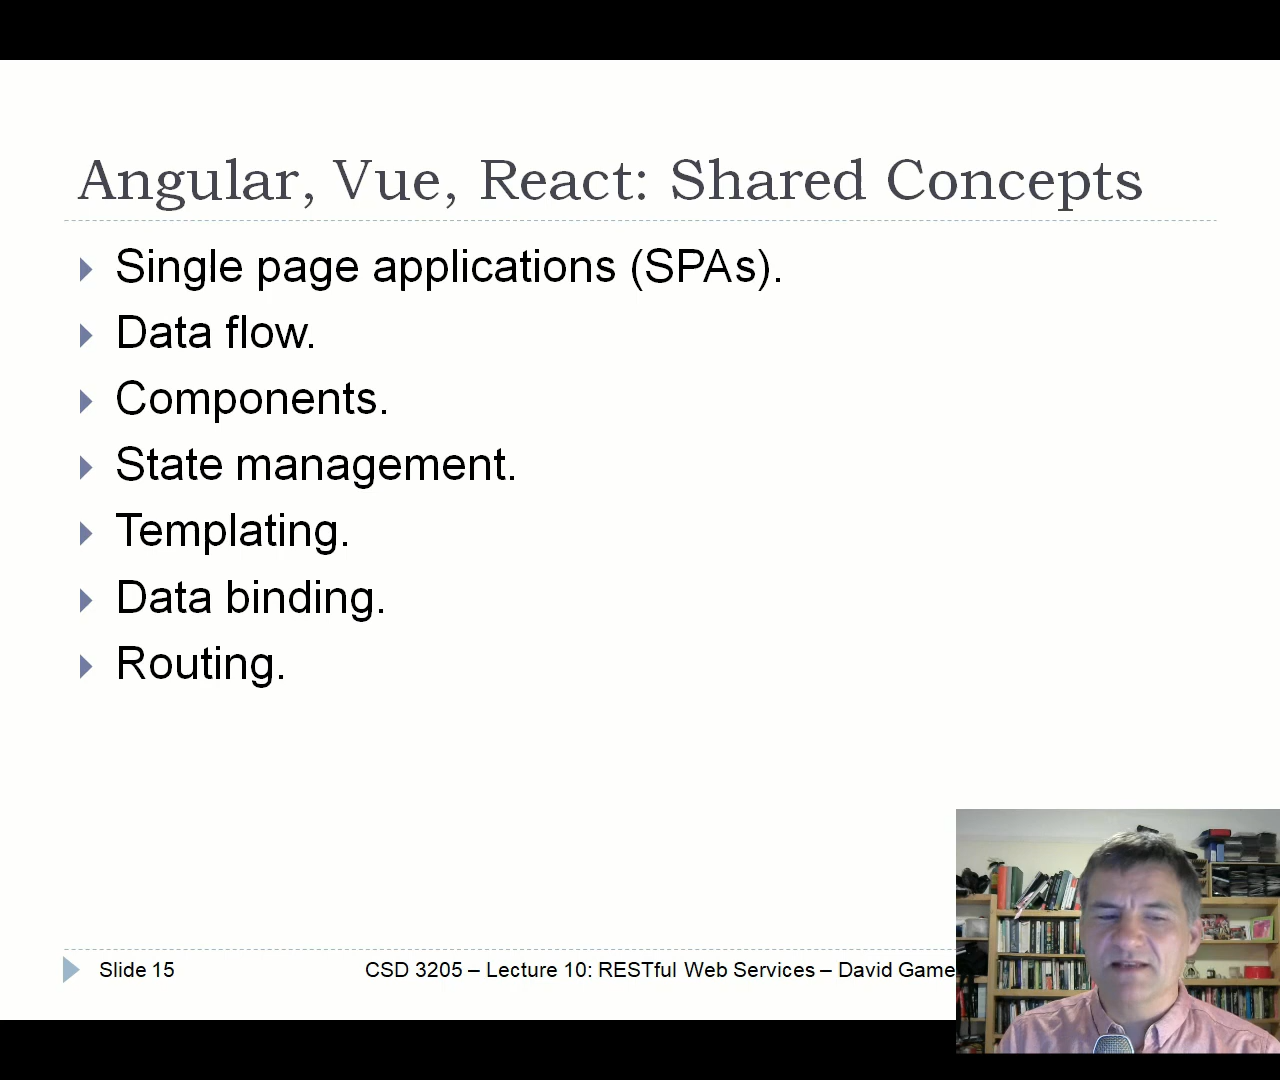 Angular, Vue, React: Shared Concepts
Single page applications (SPAs).
Data flow.
Components.
State management.
Templating.
Data binding.
Routing.
Slide 15
CSD 3205 – Lecture 10: RESTful Web Services – David Game